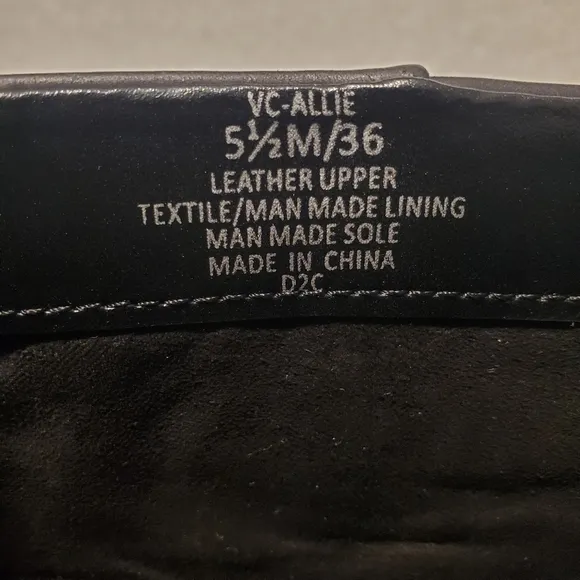 VC-ALLIE
5½M/36
LEATHER UPPER
TEXTILE/MAN MADE LINING
MAN MADE SOLE
MADE IN CHINA
D2C